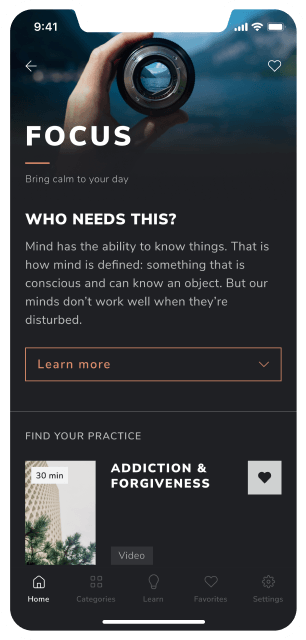 9:41
FOCUS
Bring calm to your day
WHO NEEDS THIS?
Mind has the ability to know things. That is
how mind is defined: something that is
conscious and can know an object. But our
minds don't work well when they're
disturbed.
Learn more
FIND YOUR PRACTICE
30 min
ADDICTION &
FORGIVENESS
Video
Home Categories Learn Favorites Settings